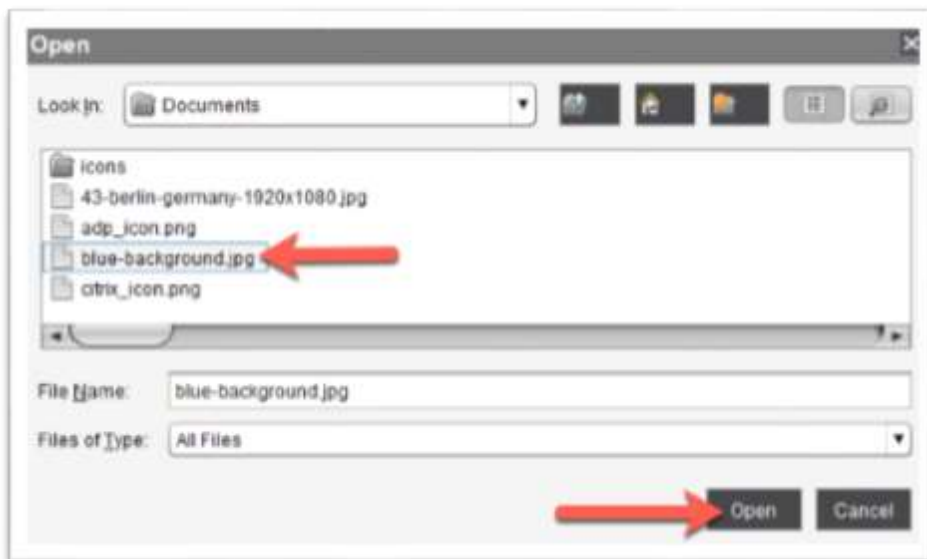 Open
Look In: Documents
icons
43-berlin-germany-1920x1080.jpg
adp_icon.png
blue-background.jpg
citrix_icon.png
File Name: blue-background.jpg
Files of Type: All Files
Open Cancel